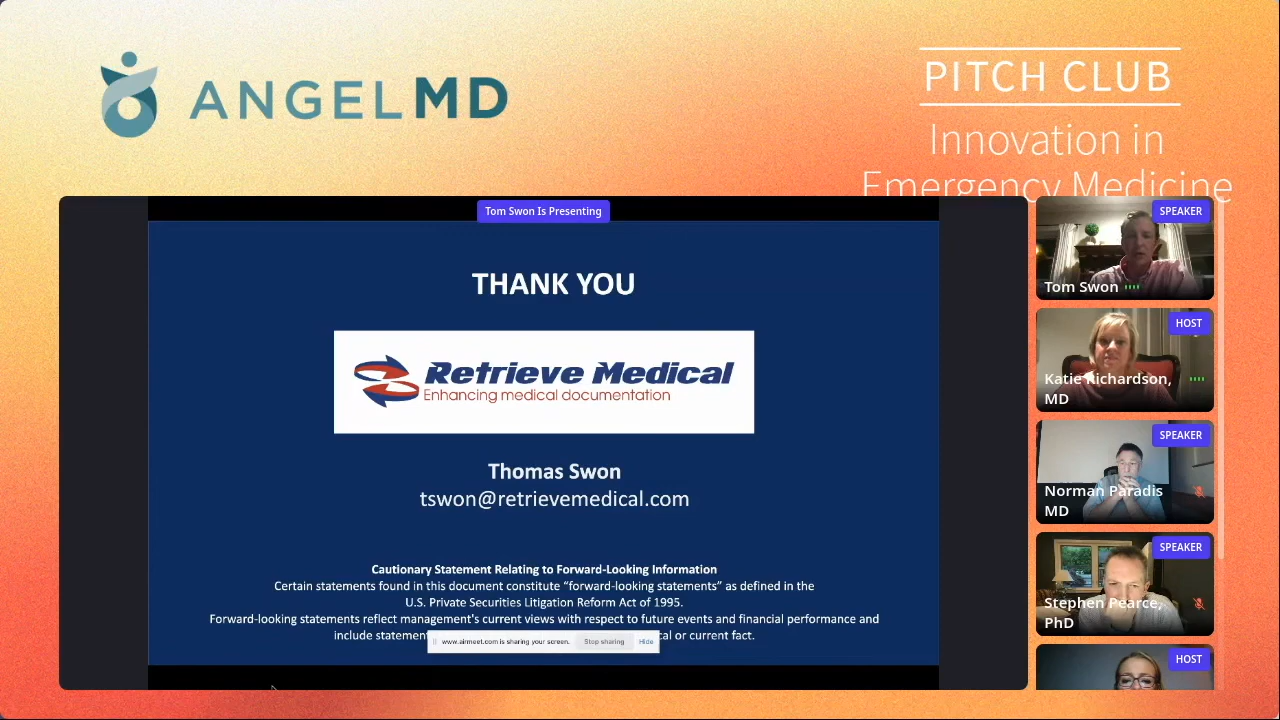 ANGELMD
PITCH CLUB
Innovation in
Emergency Medicine
Tom Swon Is Presenting
THANK YOU
Retrieve Medical
Enhancing medical documentation
Thomas Swon
tswon@retrievemedical.com
Cautionary Statement Relating to Forward-Looking Information
Certain statements found in this document constitute “forward-looking statements” as defined in the
U.S. Private Securities Litigation Reform Act of 1995.
Forward-looking statements reflect management's current views with respect to future events and financial performance and
include statemen
al or current fact.
www.airmeet.com is sharing your screen. Stop sharing Hide
SPEAKER
Tom Swon
HOST
Katie Richardson,
MD
SPEAKER
Norman Paradis
MD
SPEAKER
Stephen Pearce,
PhD
HOST